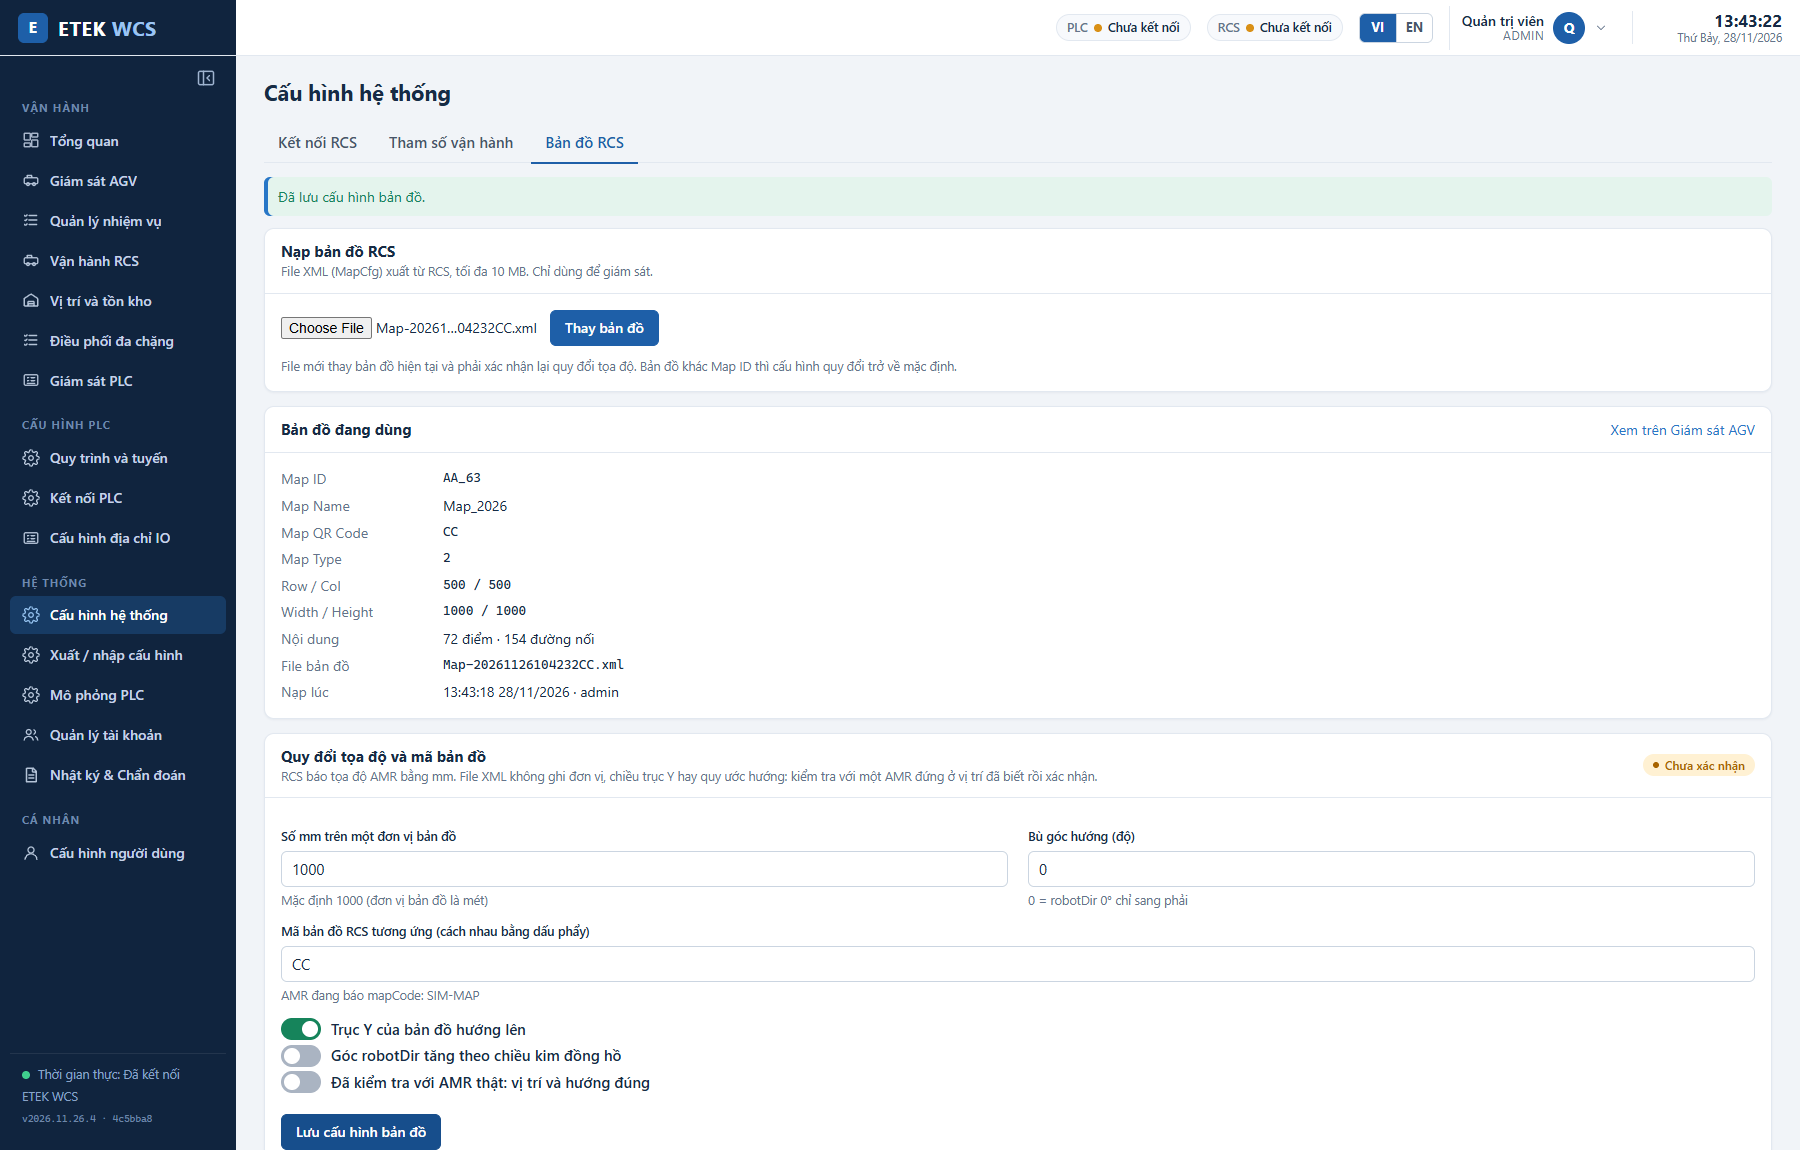 E ETEK WCS
PLC Chưa kết nối RCS Chưa kết nối VI EN Quản trị viên ADMIN Q 13:43:22 Thứ Bảy, 28/11/2026
VẬN HÀNH
Tổng quan
Giám sát AGV
Quản lý nhiệm vụ
Vận hành RCS
Vị trí và tồn kho
Điều phối đa chặng
Giám sát PLC
CẤU HÌNH PLC
Quy trình và tuyến
Kết nối PLC
Cấu hình địa chỉ IO
HỆ THỐNG
Cấu hình hệ thống
Xuất / nhập cấu hình
Mô phỏng PLC
Quản lý tài khoản
Nhật ký & Chẩn đoán
CÁ NHÂN
Cấu hình người dùng
Thời gian thực: Đã kết nối
ETEK WCS
v2026.11.26.4 · 4c5bba8
Cấu hình hệ thống
Kết nối RCS Tham số vận hành Bản đồ RCS
Đã lưu cấu hình bản đồ.
Nạp bản đồ RCS
File XML (MapCfg) xuất từ RCS, tối đa 10 MB. Chỉ dùng để giám sát.
Choose File Map-20261...04232CC.xml Thay bản đồ
File mới thay bản đồ hiện tại và phải xác nhận lại quy đổi tọa độ. Bản đồ khác Map ID thì cấu hình quy đổi trở về mặc định.
Bản đồ đang dùng Xem trên Giám sát AGV
Map ID AA_63
Map Name Map_2026
Map QR Code CC
Map Type 2
Row / Col 500 / 500
Width / Height 1000 / 1000
Nội dung 72 điểm · 154 đường nối
File bản đồ Map-20261126104232CC.xml
Nạp lúc 13:43:18 28/11/2026 · admin
Quy đổi tọa độ và mã bản đồ
RCS báo tọa độ AMR bằng mm. File XML không ghi đơn vị, chiều trục Y hay quy ước hướng: kiểm tra với một AMR đứng ở vị trí đã biết rồi xác nhận.
Chưa xác nhận
Số mm trên một đơn vị bản đồ Bù góc hướng (độ)
1000 0
Mặc định 1000 (đơn vị bản đồ là mét) 0 = robotDir 0° chỉ sang phải
Mã bản đồ RCS tương ứng (cách nhau bằng dấu phẩy)
CC
AMR đang báo mapCode: SIM-MAP
Trục Y của bản đồ hướng lên
Góc robotDir tăng theo chiều kim đồng hồ
Đã kiểm tra với AMR thật: vị trí và hướng đúng
Lưu cấu hình bản đồ